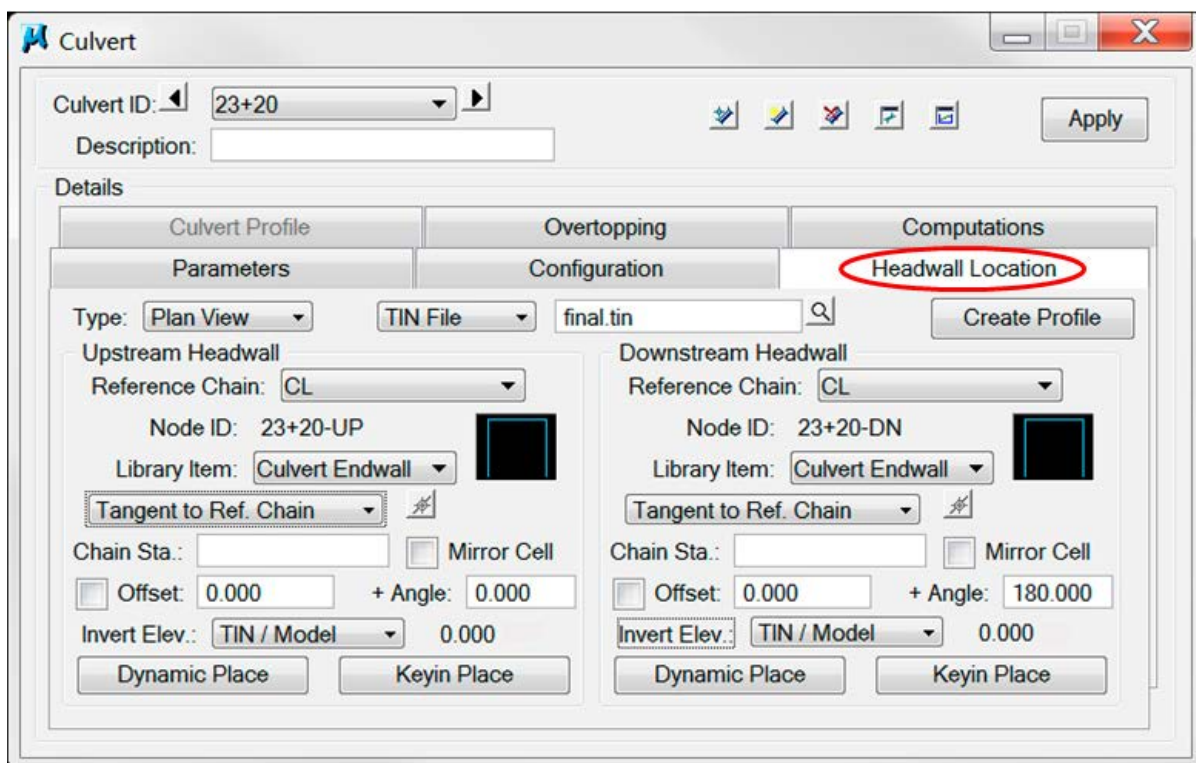 Culvert
Culvert ID: 23+20
Apply
Description:
Details
Culvert Profile Overtopping Computations
Parameters Configuration Headwall Location
Type: Plan View TIN File final.tin Create Profile
Upstream Headwall
Reference Chain: CL
Node ID: 23+20-UP
Library Item: Culvert Endwall
Tangent to Ref. Chain
Chain Sta.: Mirror Cell
Offset: 0.000 + Angle: 0.000
Invert Elev.: TIN / Model 0.000
Dynamic Place Keyin Place
Downstream Headwall
Reference Chain: CL
Node ID: 23+20-DN
Library Item: Culvert Endwall
Tangent to Ref. Chain
Chain Sta.: Mirror Cell
Offset: 0.000 + Angle: 180.000
Invert Elev.: TIN / Model 0.000
Dynamic Place Keyin Place